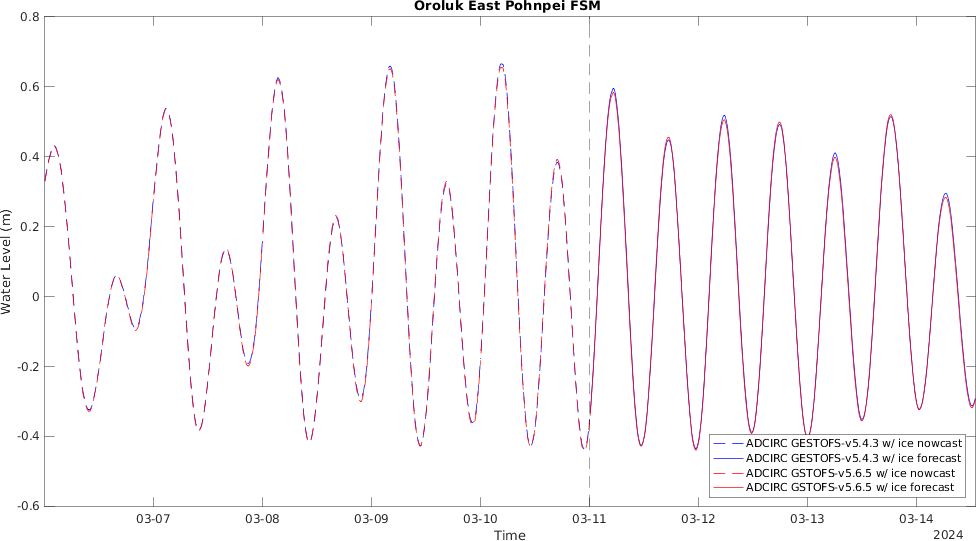 Oroluk East Pohnpei FSM
0.8
0.6
0.4
0.2
0
-0.2
-0.4
-0.6
Water Level (m)
ADCIRC GESTOFS-v5.4.3 w/ ice nowcast
ADCIRC GESTOFS-v5.4.3 w/ ice forecast
ADCIRC GSTOFS-v5.6.5 w/ ice nowcast
ADCIRC GSTOFS-v5.6.5 w/ ice forecast
03-07 03-08 03-09 03-10 03-11 03-12 03-13 03-14
Time
2024